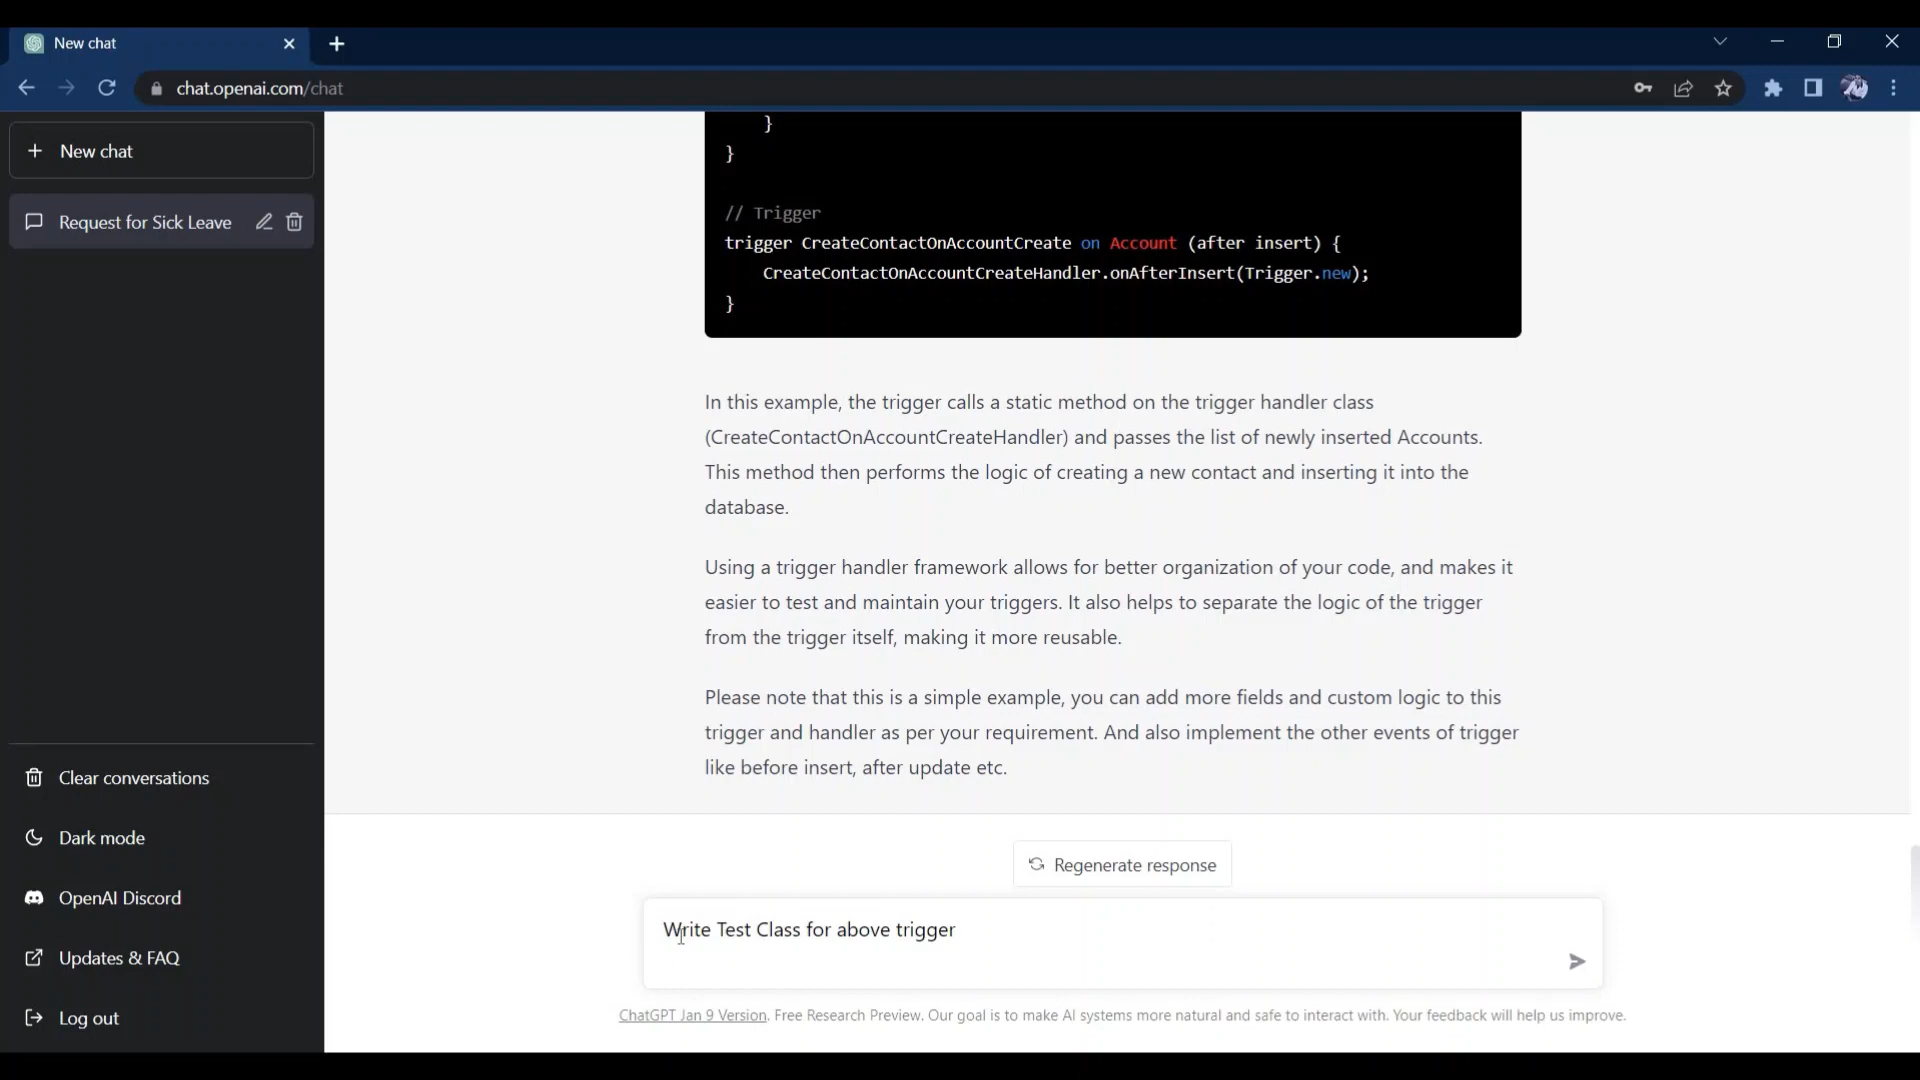 New chat
chat.openai.com/chat
New chat
Request for Sick Leave
Clear conversations
Dark mode
OpenAI Discord
Updates & FAQ
Log out
}
}
// Trigger
trigger CreateContactOnAccountCreate on Account (after insert) {
CreateContactOnAccountCreateHandler.onAfterInsert(Trigger.new);
}
In this example, the trigger calls a static method on the trigger handler class
(CreateContactOnAccountCreateHandler) and passes the list of newly inserted Accounts.
This method then performs the logic of creating a new contact and inserting it into the
database.
Using a trigger handler framework allows for better organization of your code, and makes it
easier to test and maintain your triggers. It also helps to separate the logic of the trigger
from the trigger itself, making it more reusable.
Please note that this is a simple example, you can add more fields and custom logic to this
trigger and handler as per your requirement. And also implement the other events of trigger
like before insert, after update etc.
Regenerate response
Write Test Class for above trigger
ChatGPT Jan 9 Version. Free Research Preview. Our goal is to make AI systems more natural and safe to interact with. Your feedback will help us improve.